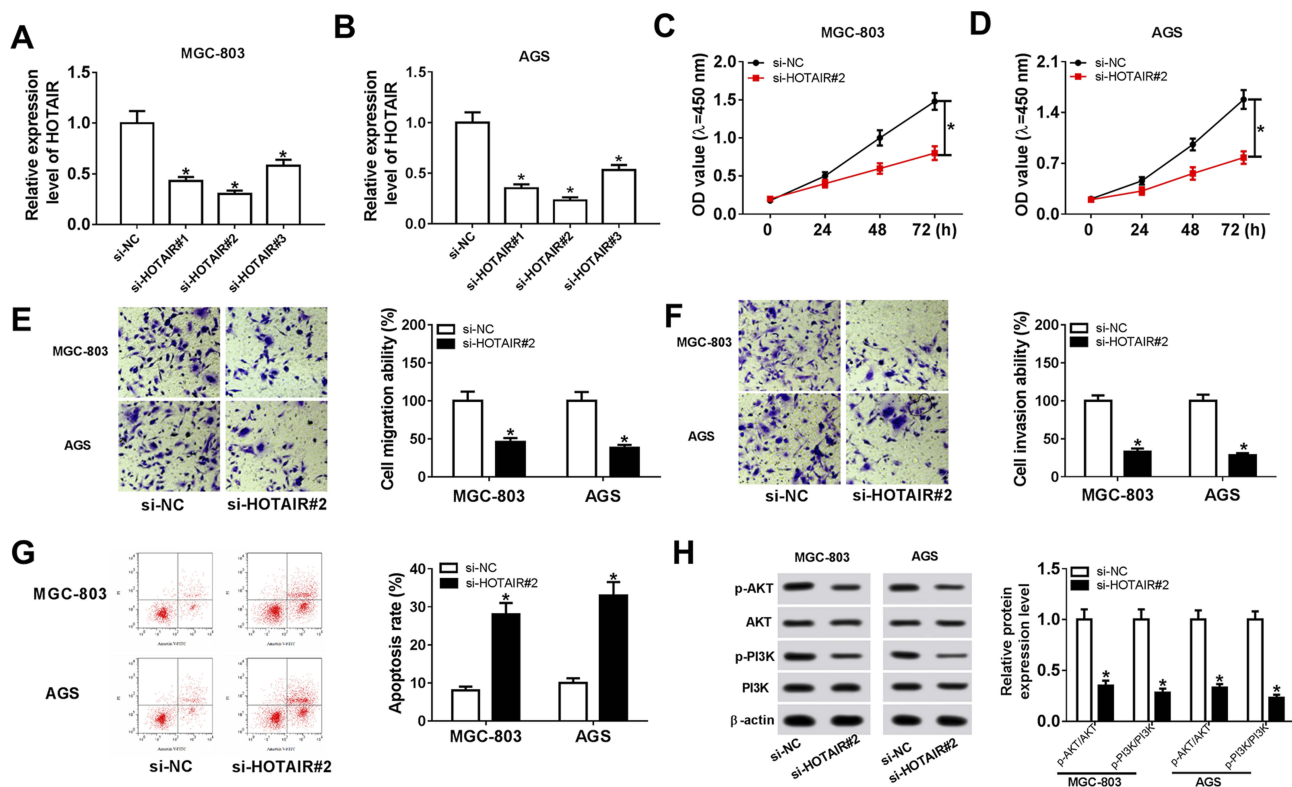 A
MGC-803
Relative expression
level of HOTAIR
1.5
1.0
0.5
0.0
si-NC
si-HOTAIR#1
si-HOTAIR#2
si-HOTAIR#3
*
*
*
B
AGS
Relative expression
level of HOTAIR
1.5
1.0
0.5
0.0
si-NC
si-HOTAIR#1
si-HOTAIR#2
si-HOTAIR#3
*
*
*
C
MGC-803
si-NC
si-HOTAIR#2
OD value (λ=450 nm)
2.0
1.5
1.0
0.5
0.0
0 24 48 72 (h)
*
D
AGS
si-NC
si-HOTAIR#2
OD value (λ=450 nm)
2.1
1.4
0.7
0.0
0 24 48 72 (h)
*
E
MGC-803
AGS
si-NC si-HOTAIR#2
Cell migration ability (%)
200
150
100
50
0
si-NC
si-HOTAIR#2
*
*
MGC-803 AGS
F
MGC-803
AGS
si-NC si-HOTAIR#2
Cell invasion ability (%)
200
150
100
50
0
si-NC
si-HOTAIR#2
*
*
MGC-803 AGS
G
MGC-803
AGS
si-NC si-HOTAIR#2
Apoptosis rate (%)
40
30
20
10
0
si-NC
si-HOTAIR#2
*
*
MGC-803 AGS
H
MGC-803 AGS
p-AKT
AKT
p-PI3K
PI3K
β-actin
si-NC
si-HOTAIR#2
si-NC
si-HOTAIR#2
Relative protein
expression level
1.5
1.0
0.5
0.0
si-NC
si-HOTAIR#2
*
*
*
*
p-AKT/AKT
p-PI3K/PI3K
p-AKT/AKT
p-PI3K/PI3K
MGC-803 AGS